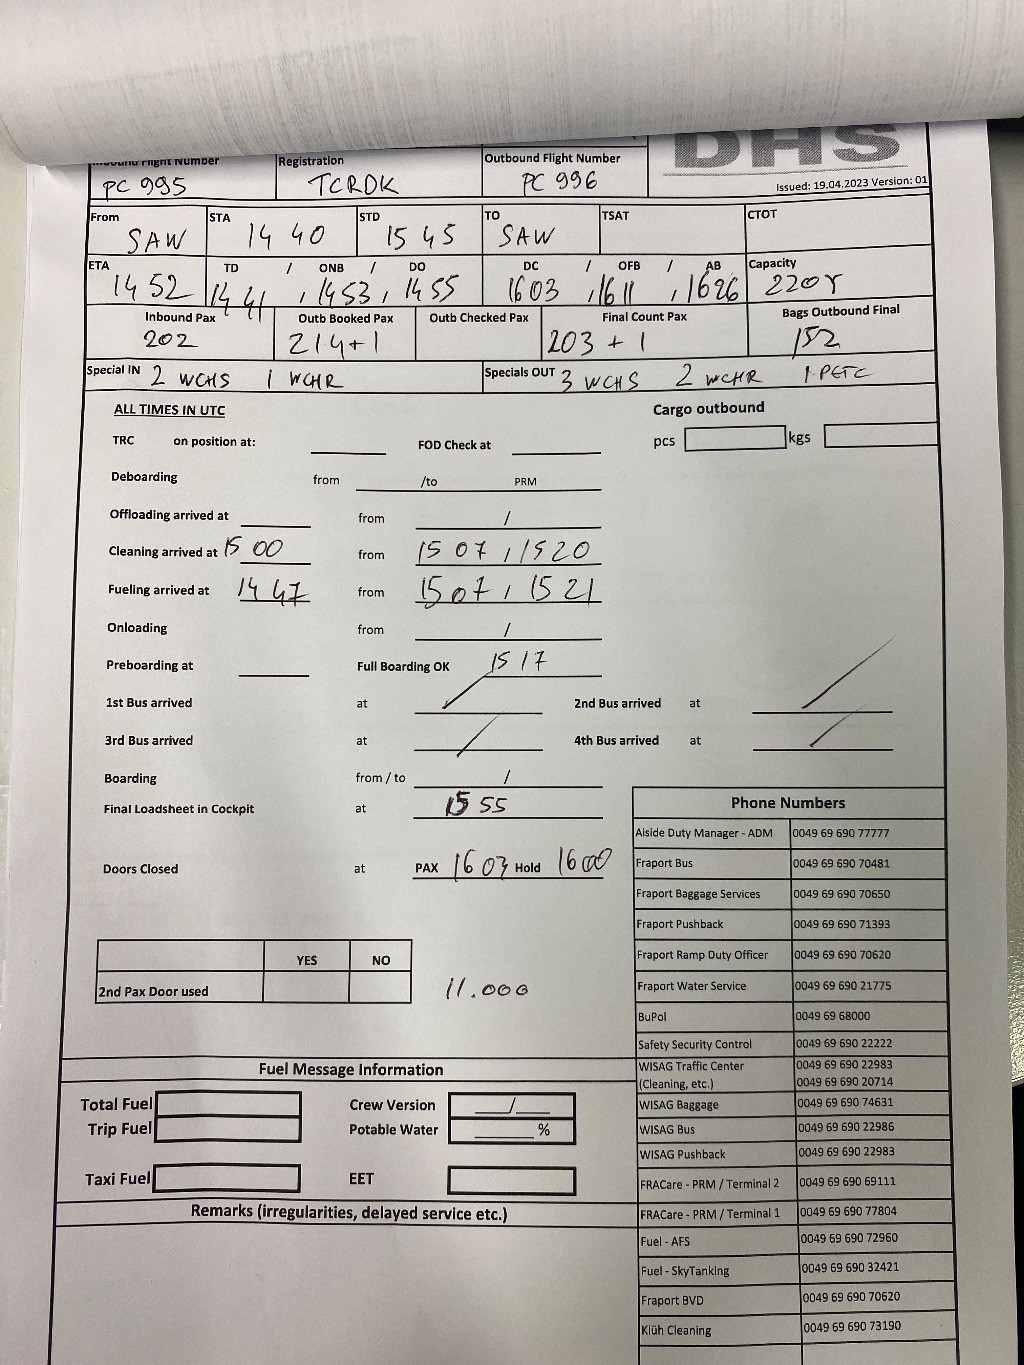 Inbound Flight Number Registration Outbound Flight Number DHS
PC 995 TCRDK PC 996
Issued: 19.04.2023 Version: 01
From STA STD TO TSAT CTOT
SAW 14 40 15 45 SAW
ETA TD / ONB / DO DC / OFB / AB Capacity
14 52 14 41 , 1453 , 14 55 1603 , 1611 , 1626 220Y
Inbound Pax Outb Booked Pax Outb Checked Pax Final Count Pax Bags Outbound Final
202 214+1 203 + 1 152
Special IN 2 WCHS 1 WCHR Specials OUT 3 WCHS 2 WCHR 1 PETC
ALL TIMES IN UTC Cargo outbound
TRC on position at: FOD Check at pcs kgs
Deboarding from /to PRM
Offloading arrived at from /
Cleaning arrived at 15 00 from 15 07 , 1520
Fueling arrived at 14 47 from 15 07 , 15 21
Onloading from /
Preboarding at Full Boarding OK 15 17
1st Bus arrived at / 2nd Bus arrived at /
3rd Bus arrived at / 4th Bus arrived at /
Boarding from / to /
Final Loadsheet in Cockpit at 15 55
Doors Closed at PAX 16 03 Hold 1600
YES NO
2nd Pax Door used
11.000
Fuel Message Information
Total Fuel Crew Version /
Trip Fuel Potable Water %
Taxi Fuel EET
Remarks (irregularities, delayed service etc.)
Phone Numbers
Aiside Duty Manager - ADM 0049 69 690 77777
Fraport Bus 0049 69 690 70481
Fraport Baggage Services 0049 69 690 70650
Fraport Pushback 0049 69 690 71393
Fraport Ramp Duty Officer 0049 69 690 70620
Fraport Water Service 0049 69 690 21775
BuPol 0049 69 68000
Safety Security Control 0049 69 690 22222
WISAG Traffic Center 0049 69 690 22983
(Cleaning, etc.) 0049 69 690 20714
WISAG Baggage 0049 69 690 74631
WISAG Bus 0049 69 690 22986
WISAG Pushback 0049 69 690 22983
FRACare - PRM / Terminal 2 0049 69 690 69111
FRACare - PRM / Terminal 1 0049 69 690 77804
Fuel - AFS 0049 69 690 72960
Fuel - SkyTanking 0049 69 690 32421
Fraport BVD 0049 69 690 70620
Klüh Cleaning 0049 69 690 73190